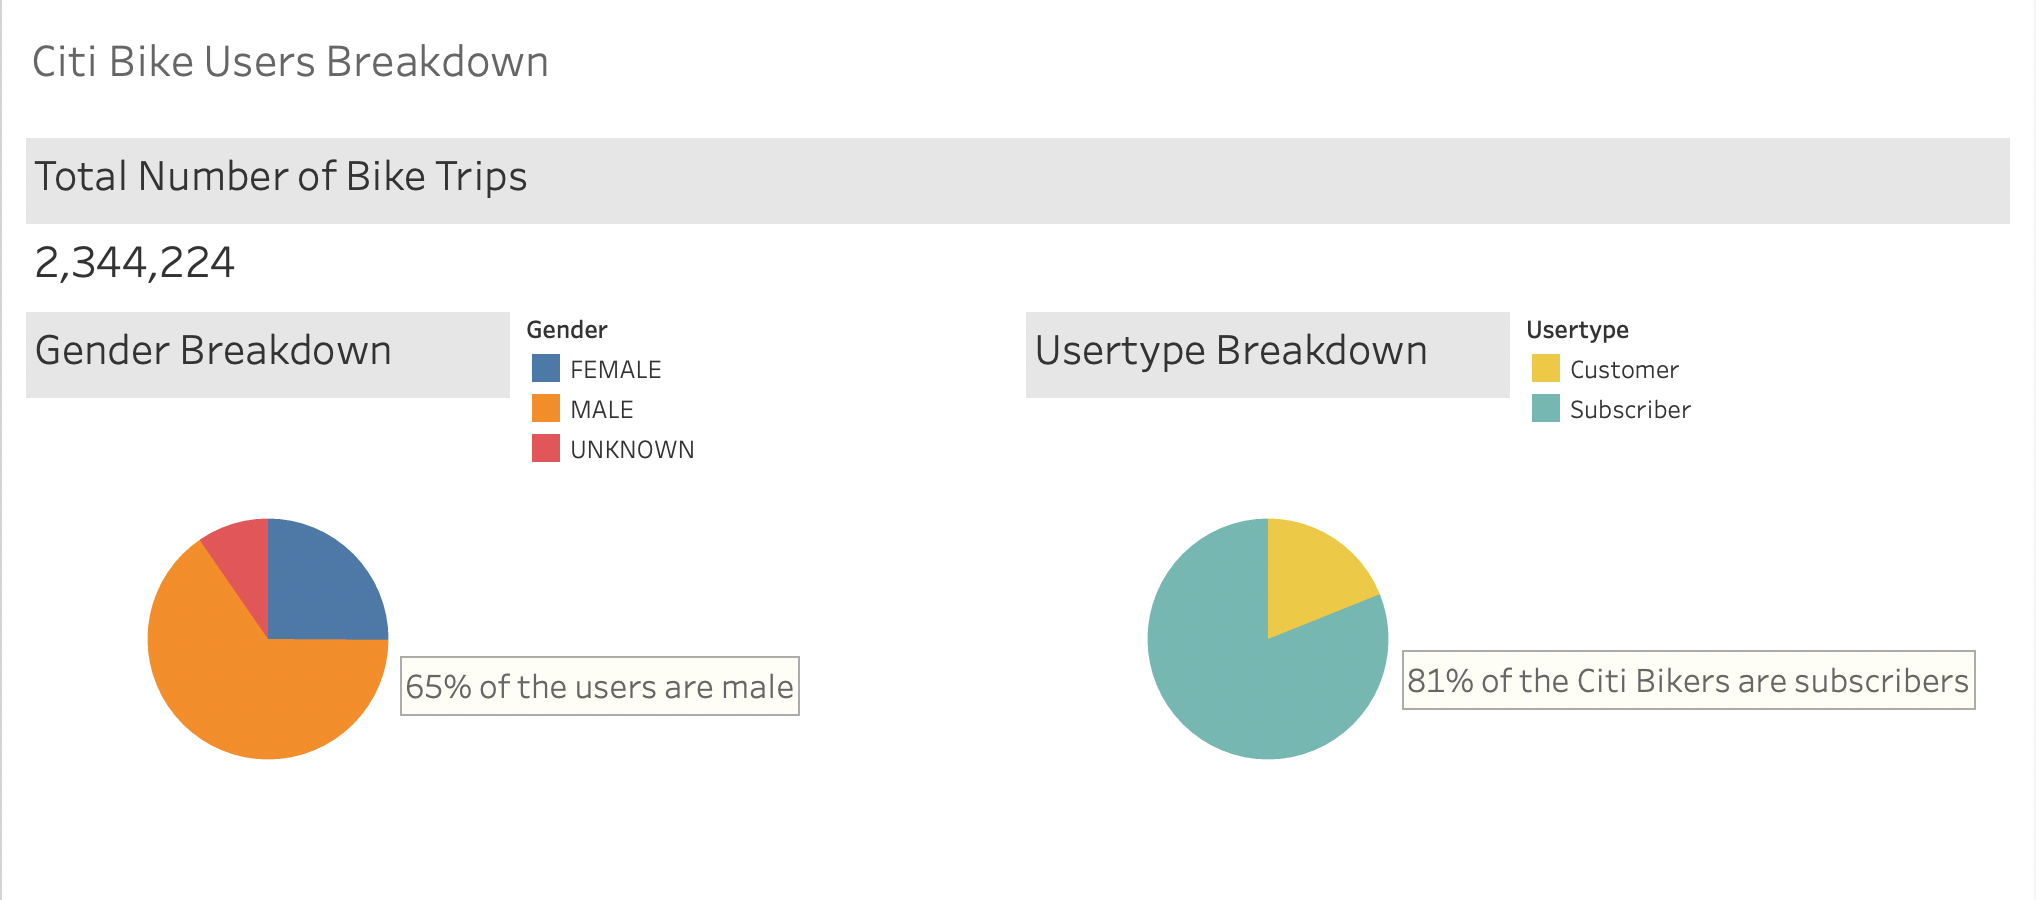 Citi Bike Users Breakdown
Total Number of Bike Trips
2,344,224
Gender Breakdown
Gender
FEMALE
MALE
UNKNOWN
65% of the users are male
Usertype Breakdown
Usertype
Customer
Subscriber
81% of the Citi Bikers are subscribers